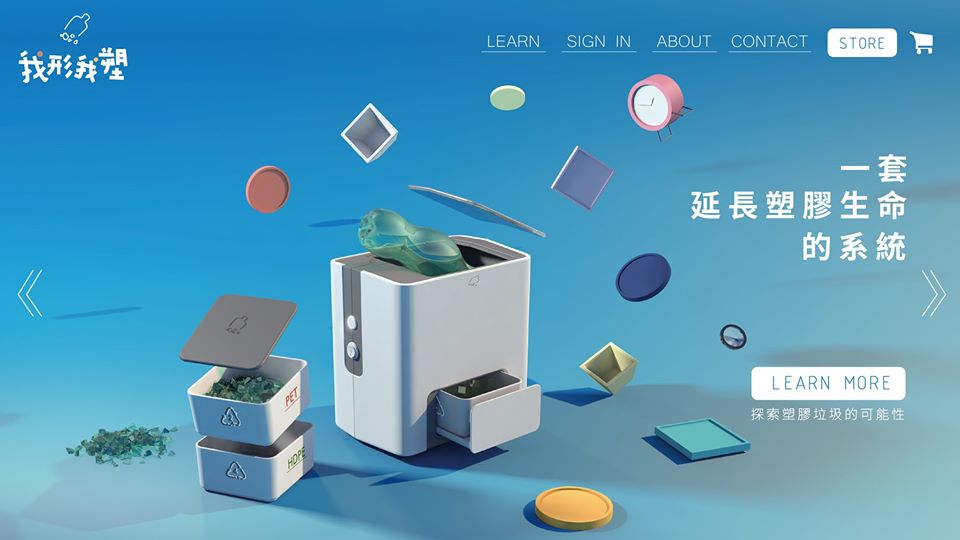 我形我塑
LEARN
SIGN IN
ABOUT
CONTACT
STORE
一套
延長塑膠生命
的系統
PET
HDPE
LEARN MORE
探索塑膠垃圾的可能性